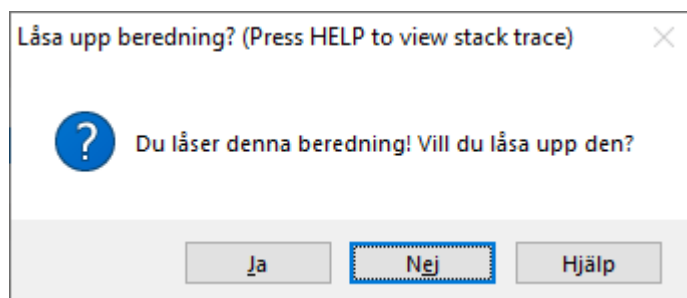 Låsa upp beredning? (Press HELP to view stack trace)
Du låser denna beredning! Vill du låsa upp den?
Ja Nej Hjälp